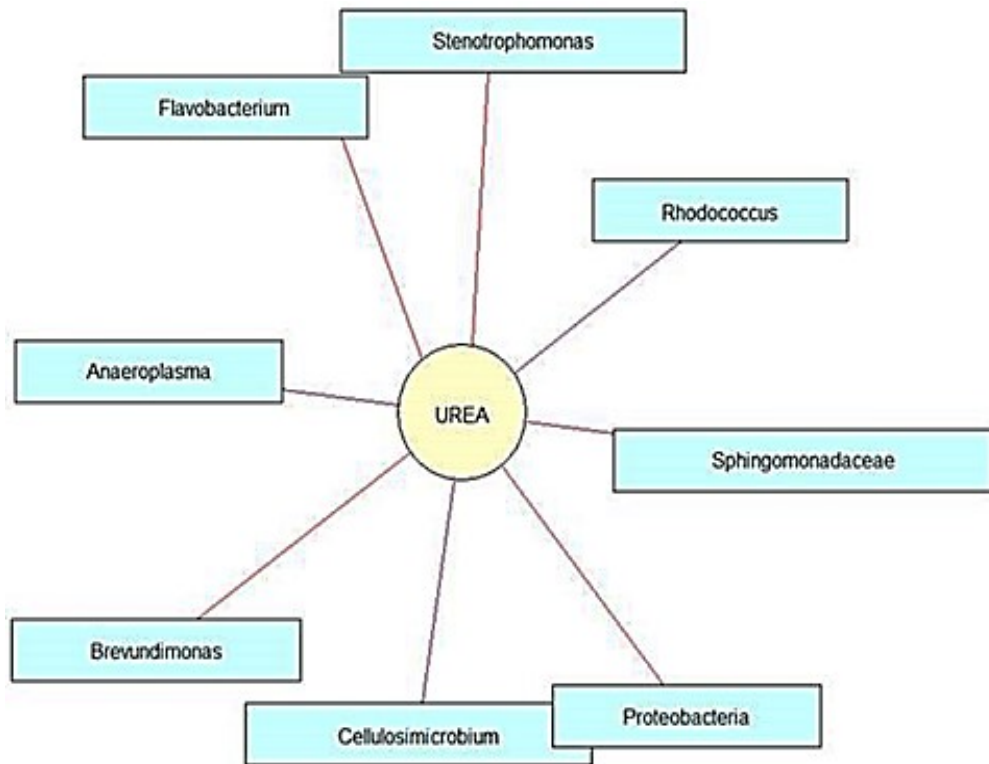 Stenotrophomonas
Flavobacterium
Rhodococcus
Anaeroplasma
UREA
Sphingomonadaceae
Brevundimonas
Proteobacteria
Cellulosimicrobium